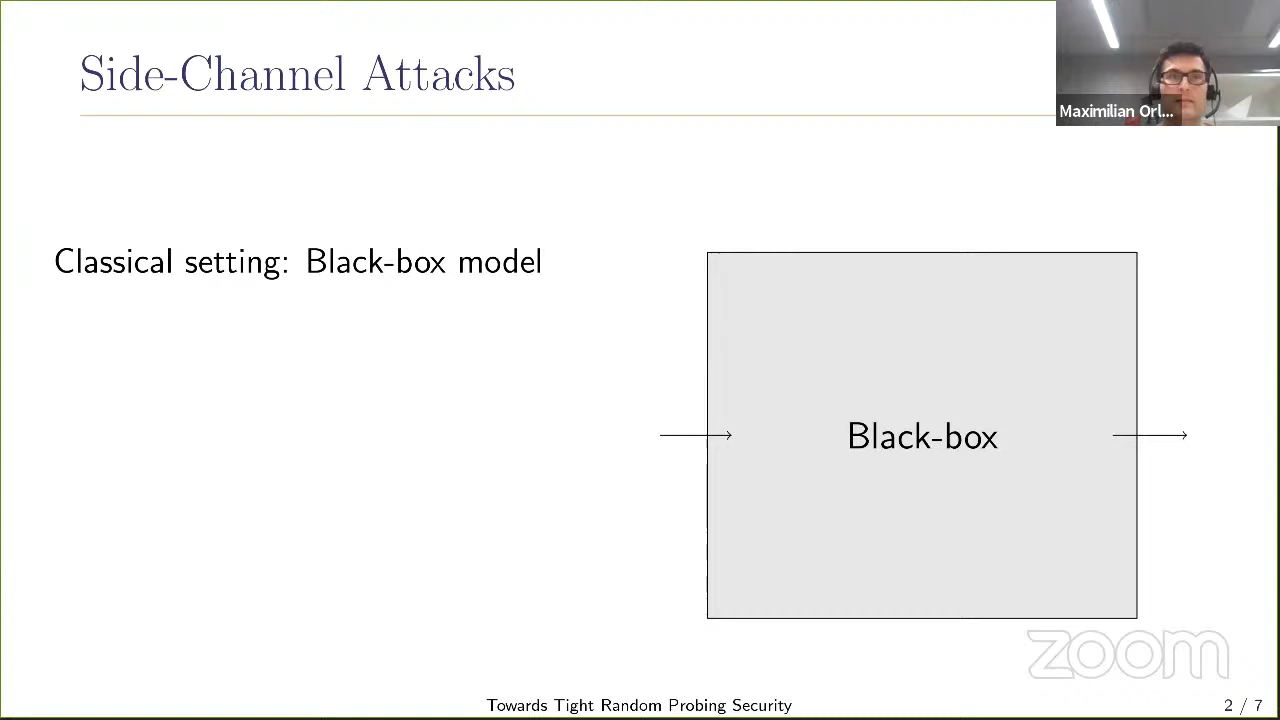 Side-Channel Attacks
Maximilian Orl...
Classical setting: Black-box model
Black-box
zoom
Towards Tight Random Probing Security
2 / 7